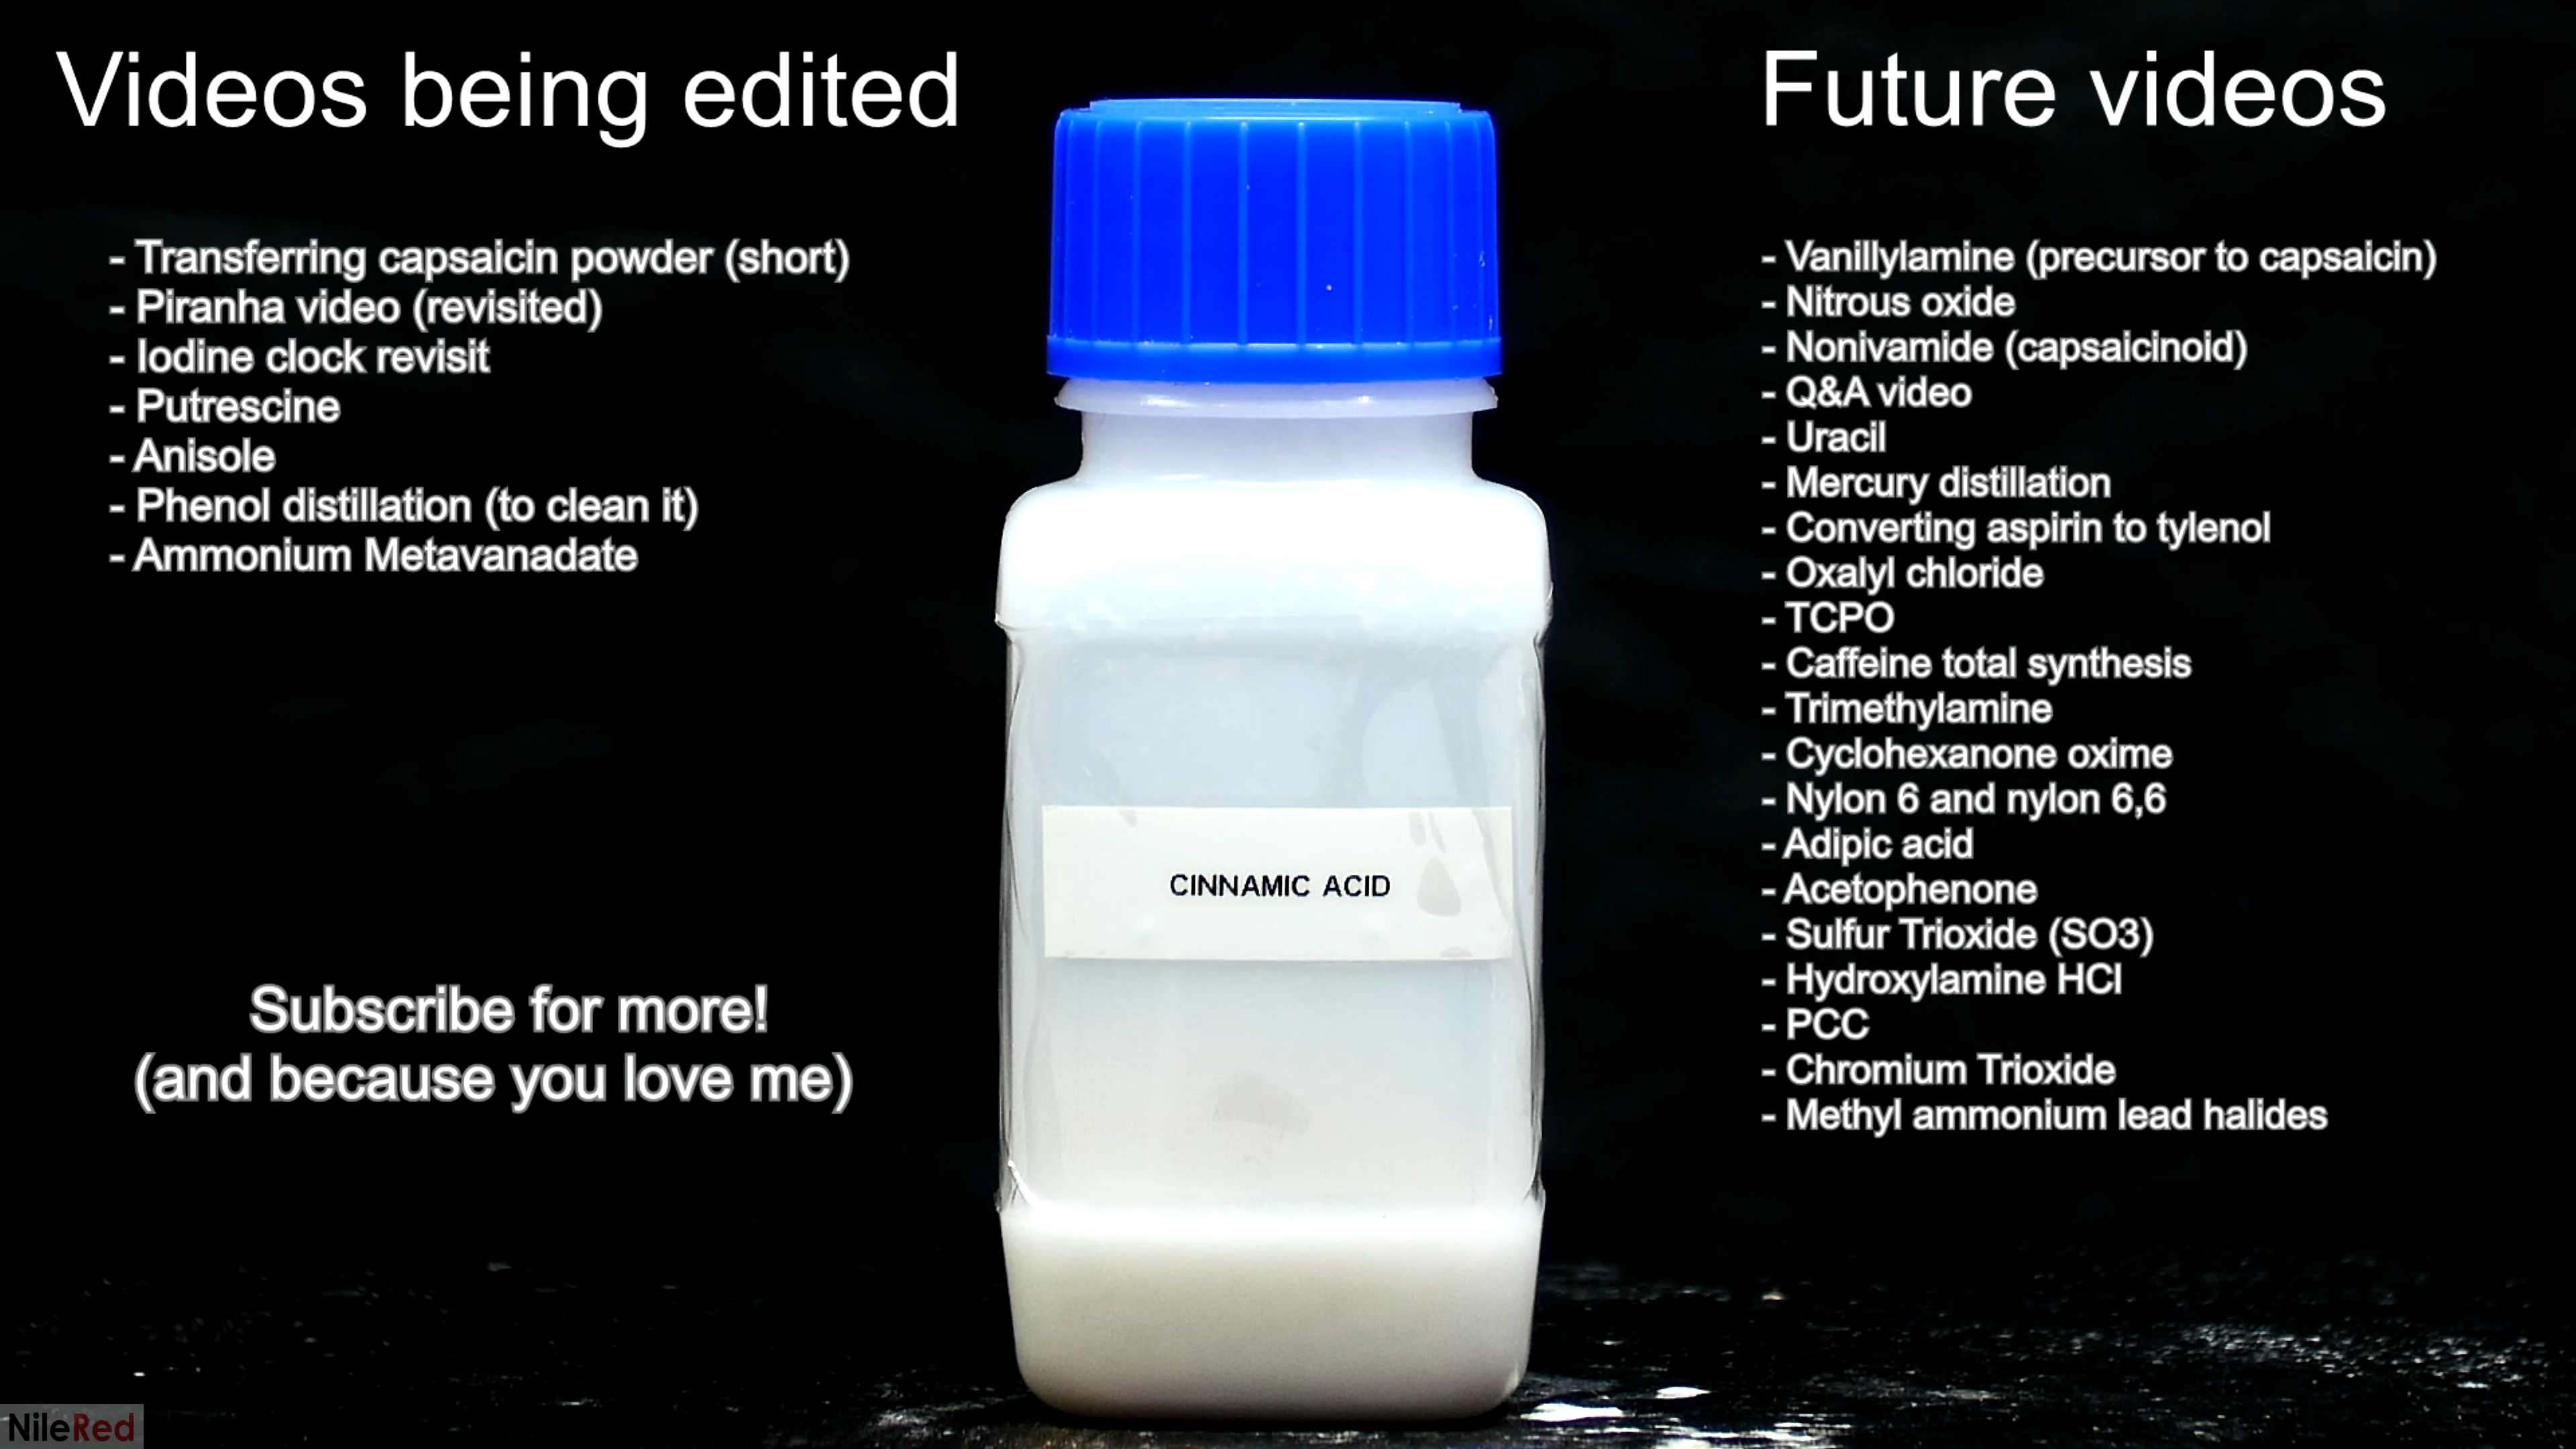 Videos being edited
- Transferring capsaicin powder (short)
- Piranha video (revisited)
- Iodine clock revisit
- Putrescine
- Anisole
- Phenol distillation (to clean it)
- Ammonium Metavanadate
Subscribe for more!
(and because you love me)
CINNAMIC ACID
Future videos
- Vanillylamine (precursor to capsaicin)
- Nitrous oxide
- Nonivamide (capsaicinoid)
- Q&A video
- Uracil
- Mercury distillation
- Converting aspirin to tylenol
- Oxalyl chloride
- TCPO
- Caffeine total synthesis
- Trimethylamine
- Cyclohexanone oxime
- Nylon 6 and nylon 6,6
- Adipic acid
- Acetophenone
- Sulfur Trioxide (SO3)
- Hydroxylamine HCl
- PCC
- Chromium Trioxide
- Methyl ammonium lead halides
NileRed